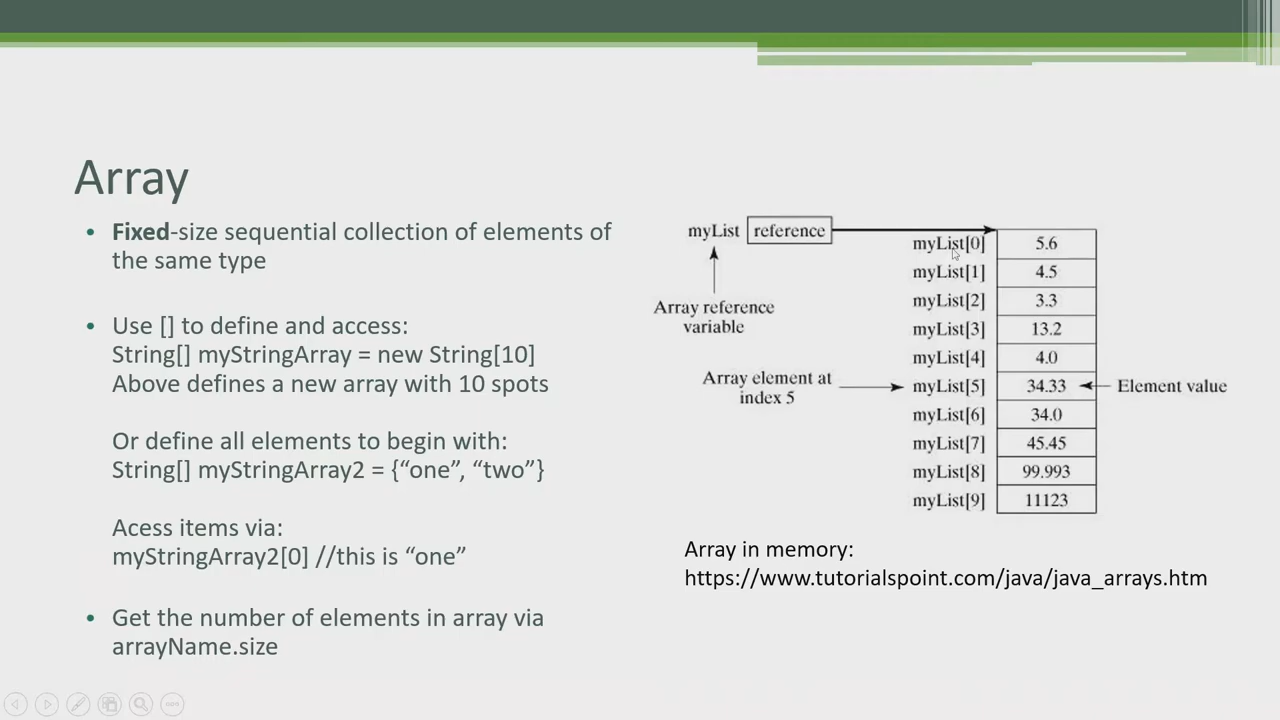 Array
• Fixed-size sequential collection of elements of
the same type
• Use [] to define and access:
String[] myStringArray = new String[10]
Above defines a new array with 10 spots
Or define all elements to begin with:
String[] myStringArray2 = {“one”, “two”}
Acess items via:
myStringArray2[0] //this is “one”
• Get the number of elements in array via
arrayName.size
myList reference
Array reference
variable
Array element at
index 5
myList[0] 5.6
myList[1] 4.5
myList[2] 3.3
myList[3] 13.2
myList[4] 4.0
myList[5] 34.33
myList[6] 34.0
myList[7] 45.45
myList[8] 99.993
myList[9] 11123
Element value
Array in memory:
https://www.tutorialspoint.com/java/java_arrays.htm